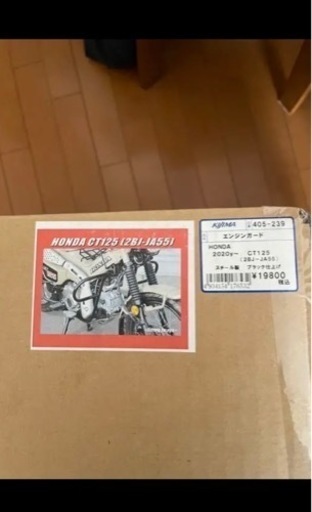 HONDA CT125 (2BJ-JA55)
KIJIMA
405-239
エンジンガード
HONDA
2020y～ CT125
(2BJ-JA55)
スチール製 ブラック仕上げ
¥19800
税込